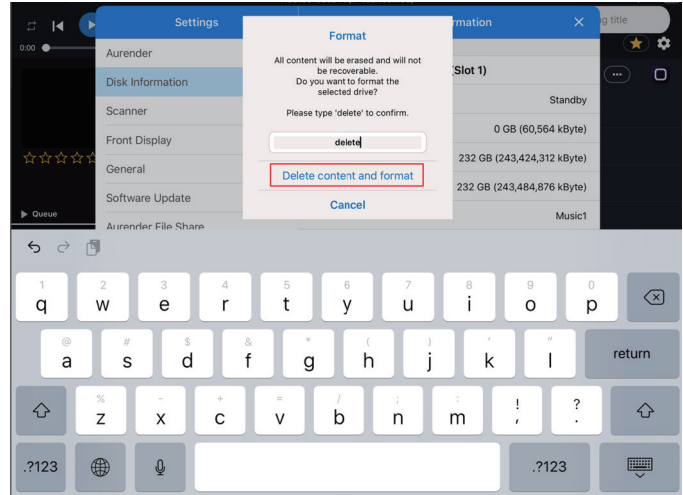 Settings
rmation
ng title
0:00
Aurender
Disk Information
Scanner
Front Display
General
Software Update
Aurender File Share
Queue
Format
All content will be erased and will not
be recoverable.
Do you want to format the
selected drive?
Please type 'delete' to confirm.
delete
Delete content and format
Cancel
(Slot 1)
Standby
0 GB (60,564 kByte)
232 GB (243,424,312 kByte)
232 GB (243,484,876 kByte)
Music1
1 2 3 4 5 6 7 8 9 0
q w e r t y u i o p
@ # $ & * ( ) ' "
a s d f g h j k l return
% - + = / ; : ! ?
z x c v b n m , .
.?123 .?123